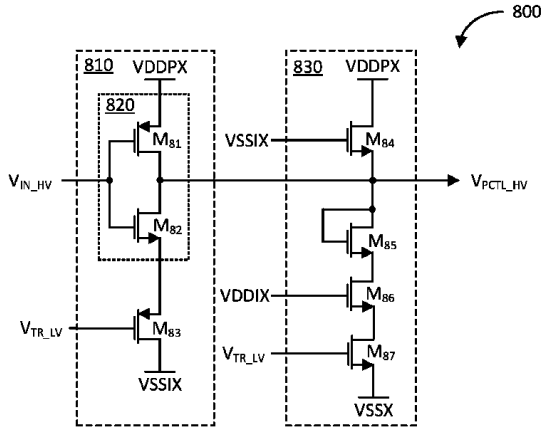 800
810
VDDPX
820
M81
VIN_HV
M82
VTR_LV
M83
VSSIX
830
VDDPX
VSSIX
M84
VPCTL_HV
M85
VDDIX
M86
VTR_LV
M87
VSSX